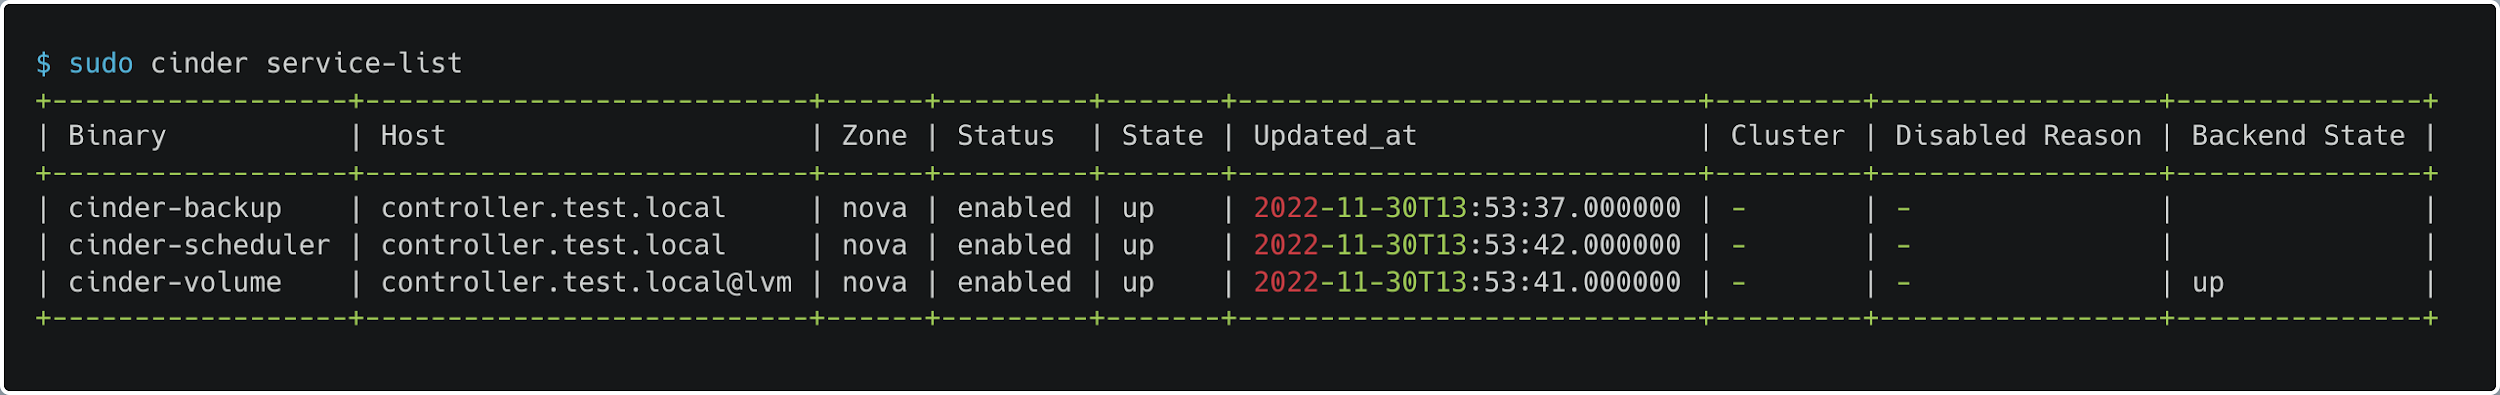 $ sudo cinder service-list
+------------------+---------------------------+------+---------+-------+----------------------------+---------+-----------------+---------------+
| Binary           | Host                      | Zone | Status  | State | Updated_at                 | Cluster | Disabled Reason | Backend State |
+------------------+---------------------------+------+---------+-------+----------------------------+---------+-----------------+---------------+
| cinder-backup    | controller.test.local     | nova | enabled | up    | 2022-11-30T13:53:37.000000 | -       | -               |               |
| cinder-scheduler | controller.test.local     | nova | enabled | up    | 2022-11-30T13:53:42.000000 | -       | -               |               |
| cinder-volume    | controller.test.local@lvm | nova | enabled | up    | 2022-11-30T13:53:41.000000 | -       | -               | up            |
+------------------+---------------------------+------+---------+-------+----------------------------+---------+-----------------+---------------+